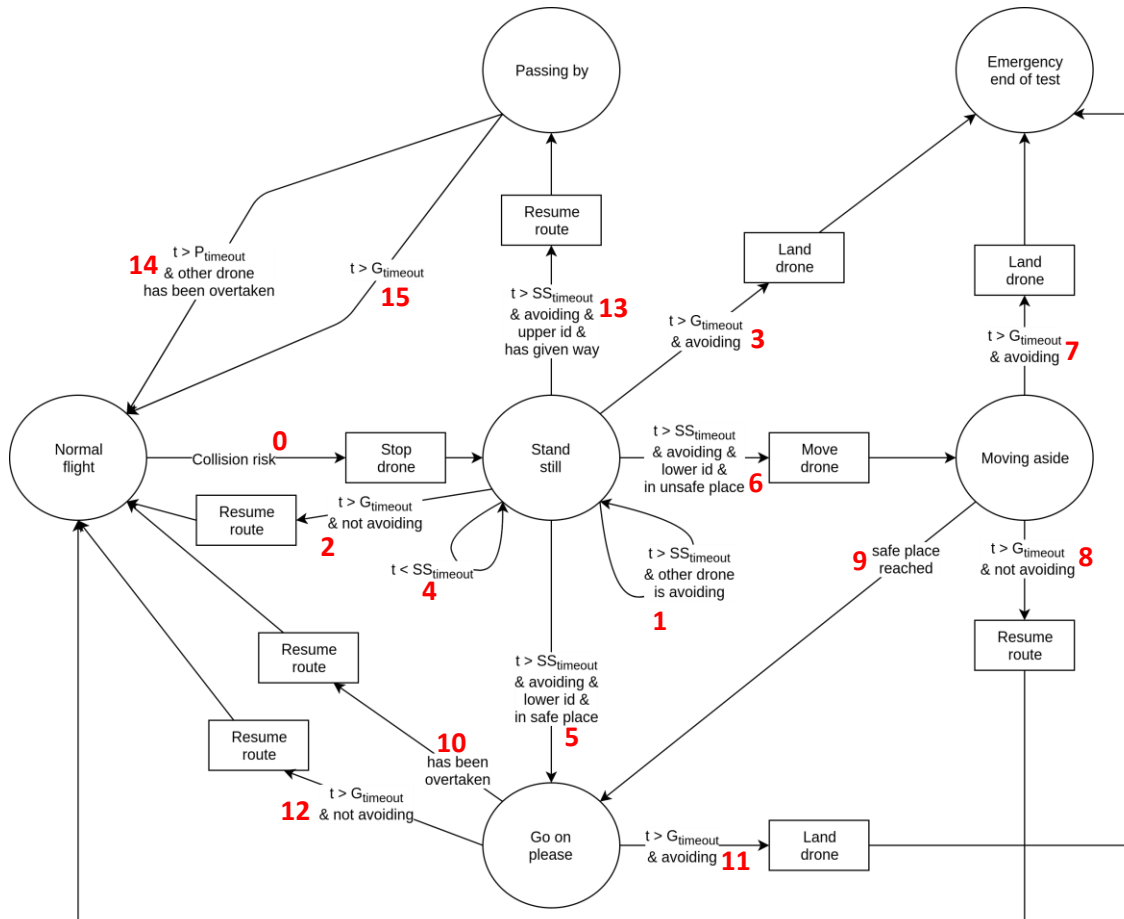 Passing by
Emergency
end of test
Resume
route
Land
drone
Land
drone
14
t > Ptimeout
& other drone
has been overtaken
t > Gtimeout
15
t > SStimeout
& avoiding &
upper id &
has given way
13
t > Gtimeout
& avoiding
3
t > Gtimeout
& avoiding
7
Normal
flight
0
Collision risk
Stop
drone
Stand
still
t > SStimeout
& avoiding &
lower id &
in unsafe place
6
Move
drone
Moving aside
Resume
route
t > Gtimeout
& not avoiding
2
t < SStimeout
4
t > SStimeout
& other drone
is avoiding
1
9
safe place
reached
t > Gtimeout
& not avoiding
8
Resume
route
Resume
route
t > SStimeout
& avoiding &
lower id &
in safe place
5
Resume
route
10
has been
overtaken
12
t > Gtimeout
& not avoiding
Go on
please
t > Gtimeout
& avoiding
11
Land
drone